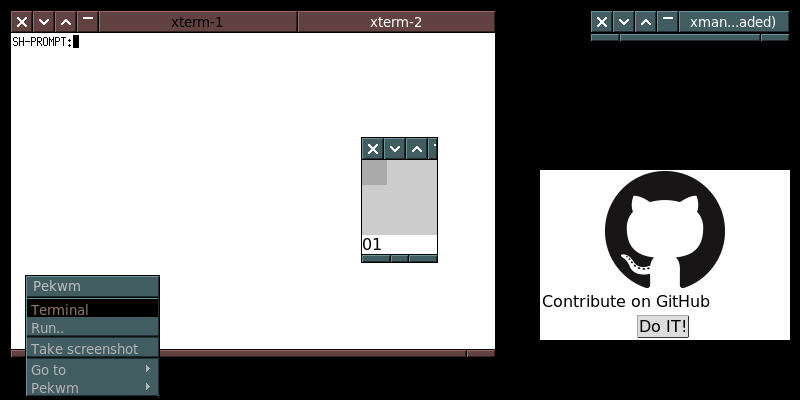 xterm-1
xterm-2
xman...aded)
SH-PROMPT:
01
Pekwm
Terminal
Run..
Take screenshot
Go to
Pekwm
Contribute on GitHub
Do IT!